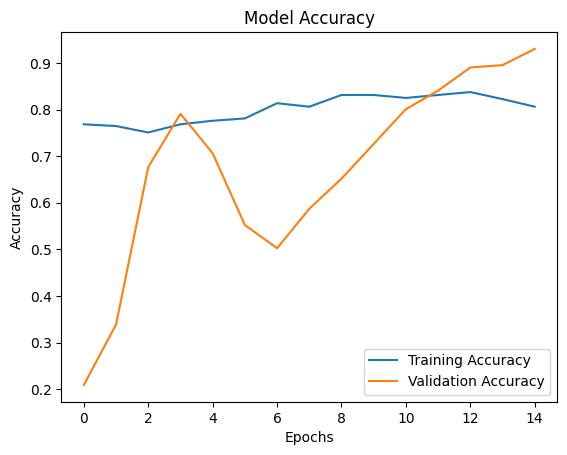 Model Accuracy
Accuracy
0.9
0.8
0.7
0.6
0.5
0.4
0.3
0.2
Training Accuracy
Validation Accuracy
0 2 4 6 8 10 12 14
Epochs